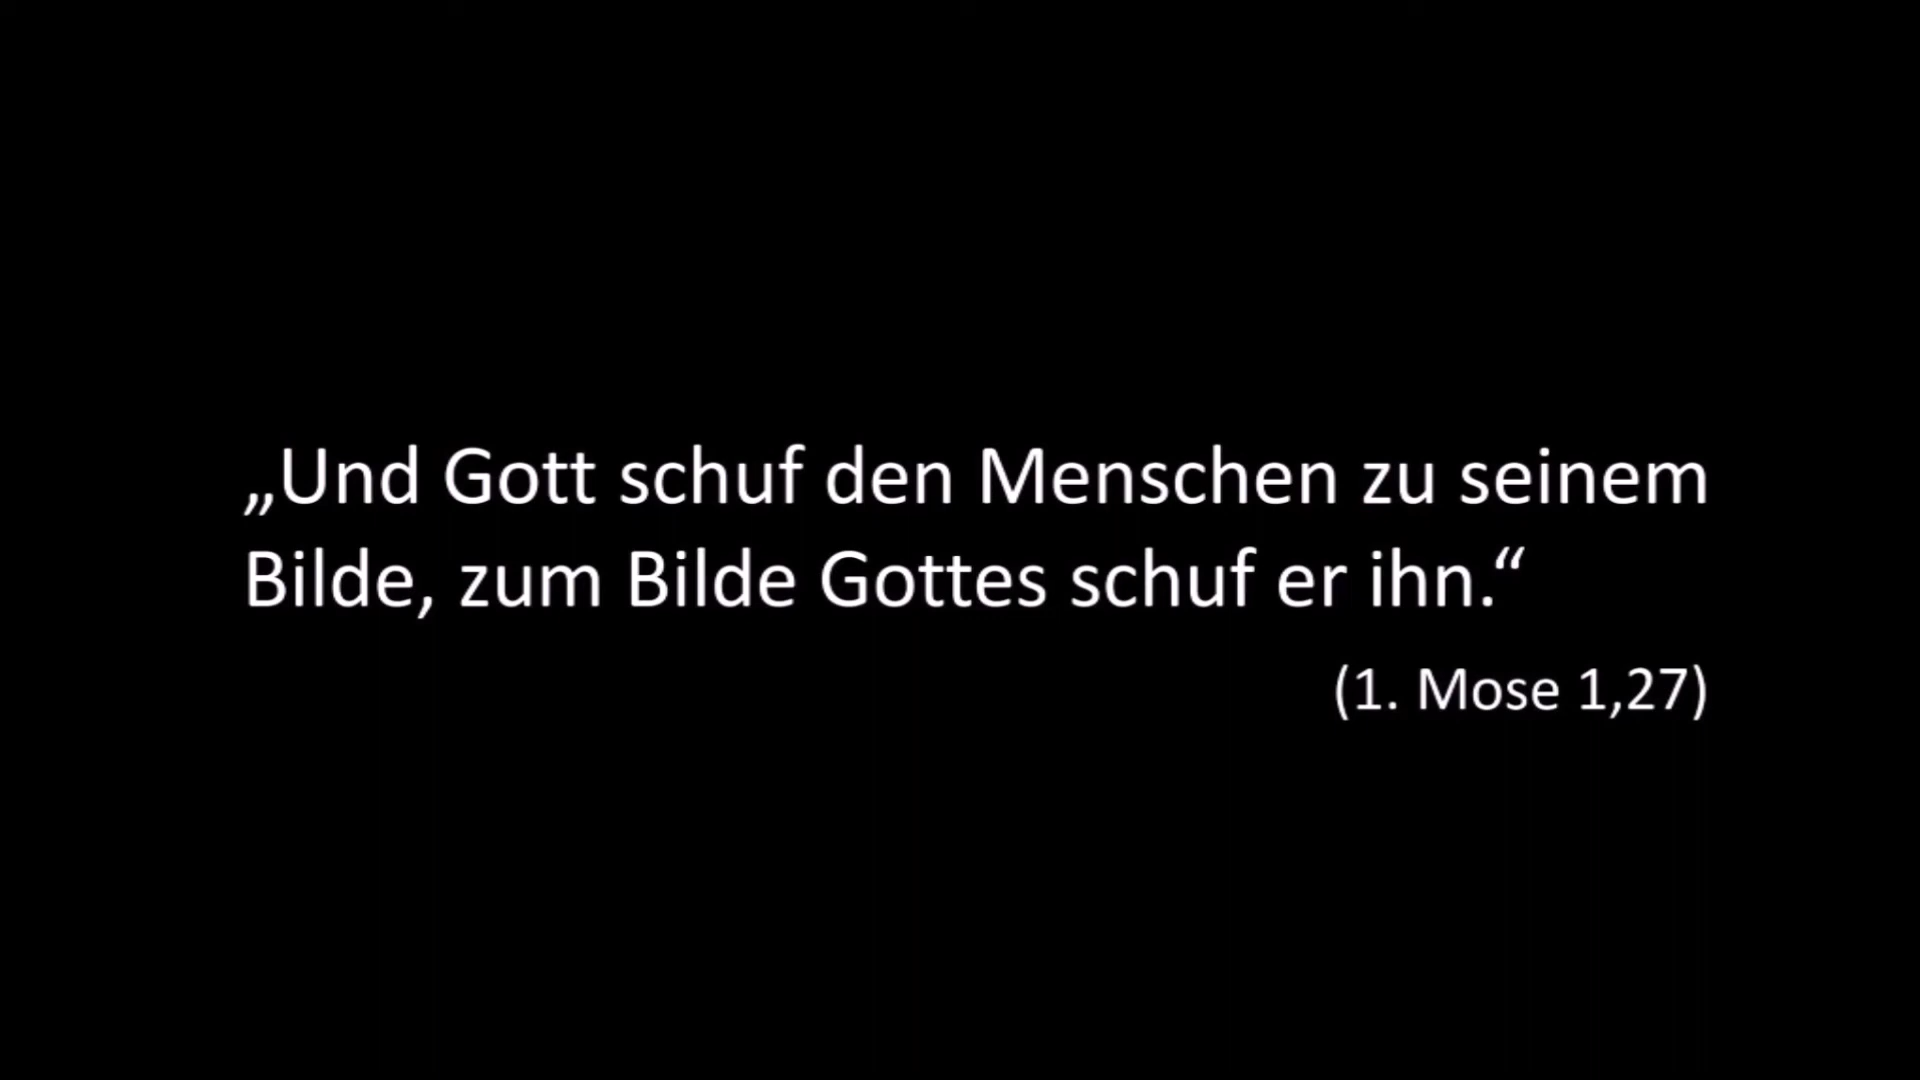 „Und Gott schuf den Menschen zu seinem
Bilde, zum Bilde Gottes schuf er ihn.“
(1. Mose 1,27)